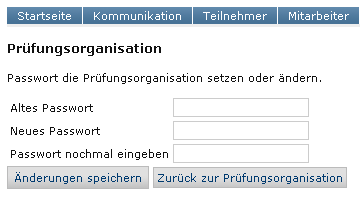 Startseite Kommunikation Teilnehmer Mitarbeiter
Prüfungsorganisation
Passwort die Prüfungsorganisation setzen oder ändern.
Altes Passwort
Neues Passwort
Passwort nochmal eingeben
Änderungen speichern Zurück zur Prüfungsorganisation